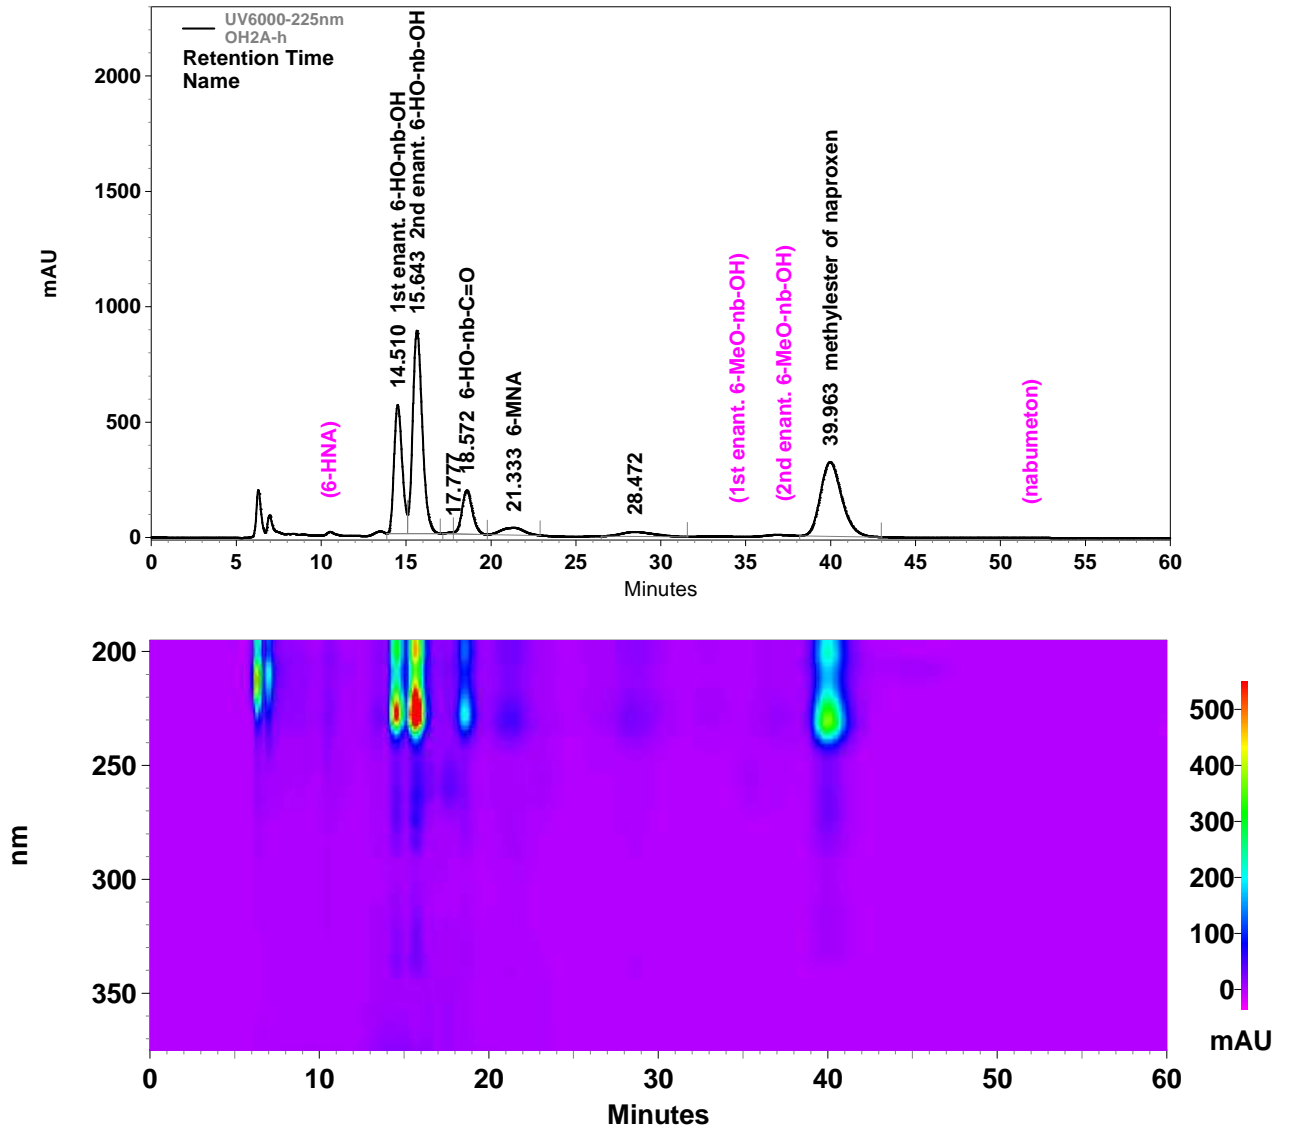 UV6000-225nm
OH2A-h
Retention Time
Name
mAU
2000
1500
1000
500
0
(6-HNA)
14.510 1st enant. 6-HO-nb-OH
15.643 2nd enant. 6-HO-nb-OH
17.777
18.572 6-HO-nb-C=O
21.333 6-MNA
28.472
(1st enant. 6-MeO-nb-OH)
(2nd enant. 6-MeO-nb-OH)
39.963 methylester of naproxen
(nabumeton)
0 5 10 15 20 25 30 35 40 45 50 55 60
Minutes
nm
200
250
300
350
0 10 20 30 40 50 60
Minutes
500
400
300
200
100
0
mAU